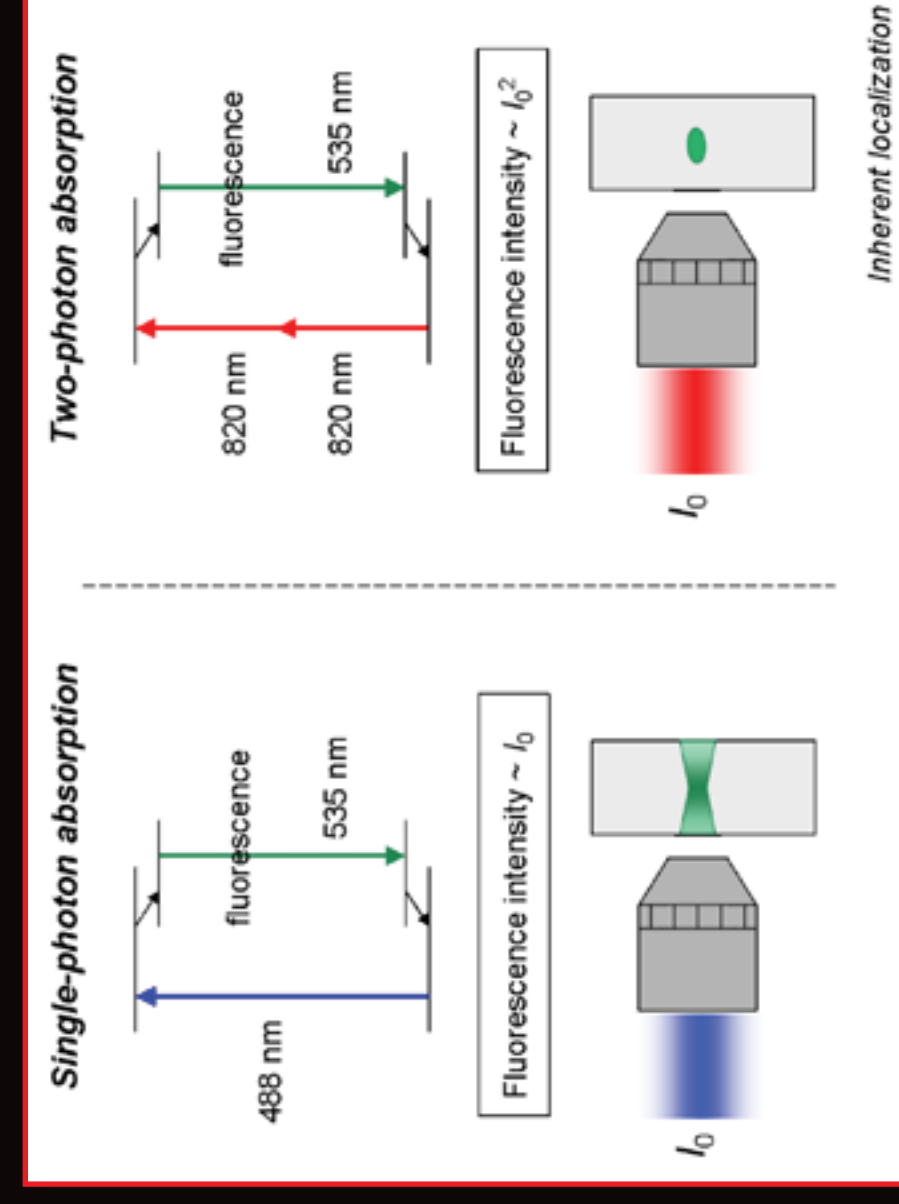 Single-photon absorption
488 nm
fluorescence
535 nm
Fluorescence intensity ~ I₀
I₀
Two-photon absorption
820 nm
820 nm
fluorescence
535 nm
Fluorescence intensity ~ I₀²
I₀
Inherent localization